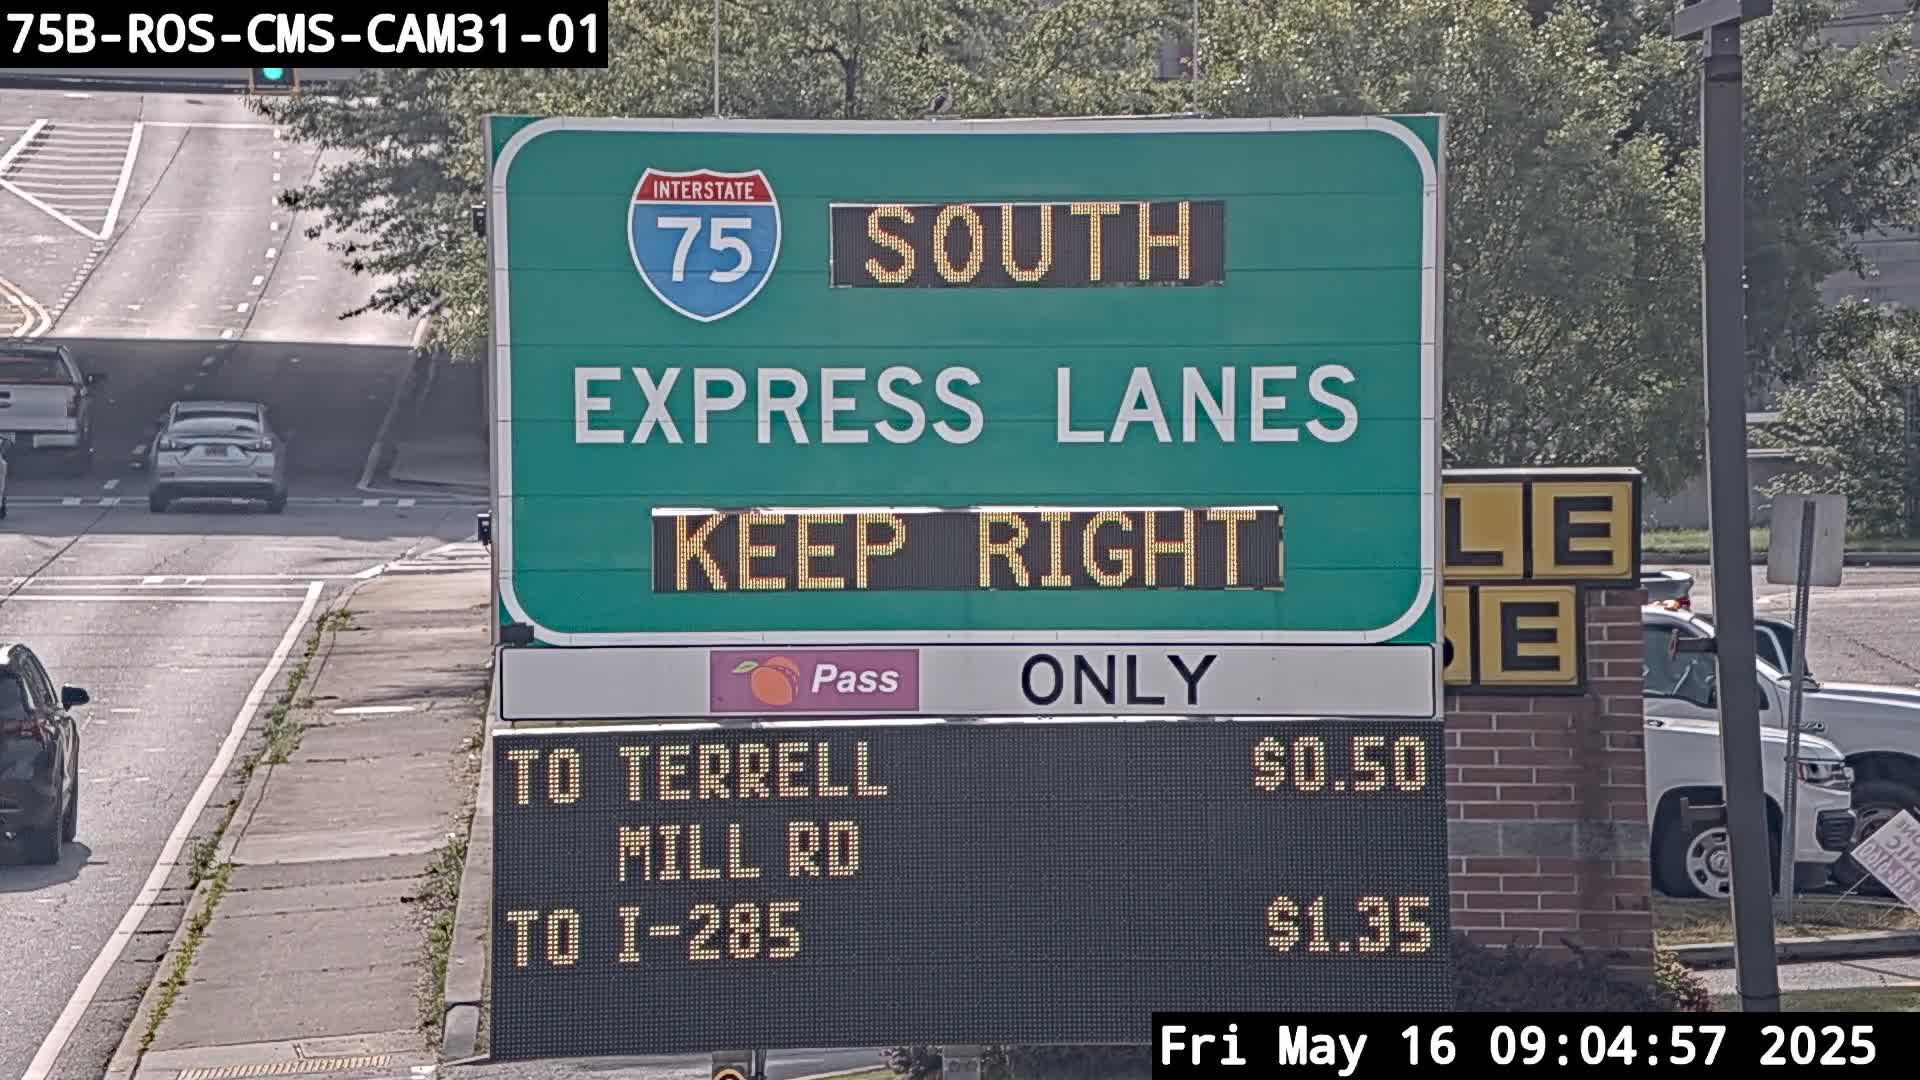 75B-ROS-CMS-CAM31-01
INTERSTATE
75
SOUTH
EXPRESS LANES
KEEP RIGHT
LE
E
Pass ONLY
TO TERRELL $0.50
MILL RD
TO I-285 $1.35
Fri May 16 09:04:57 2025